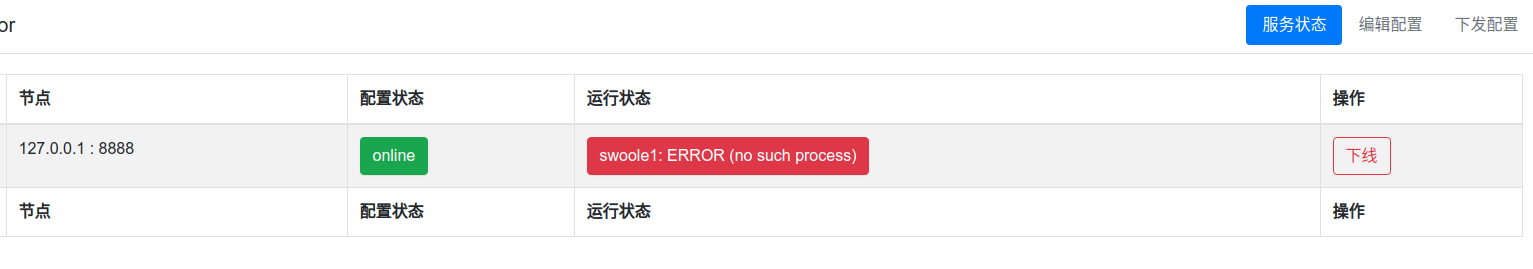 or 服务状态 编辑配置 下发配置
节点 配置状态 运行状态 操作
127.0.0.1 : 8888 online swoole1: ERROR (no such process) 下线
节点 配置状态 运行状态 操作